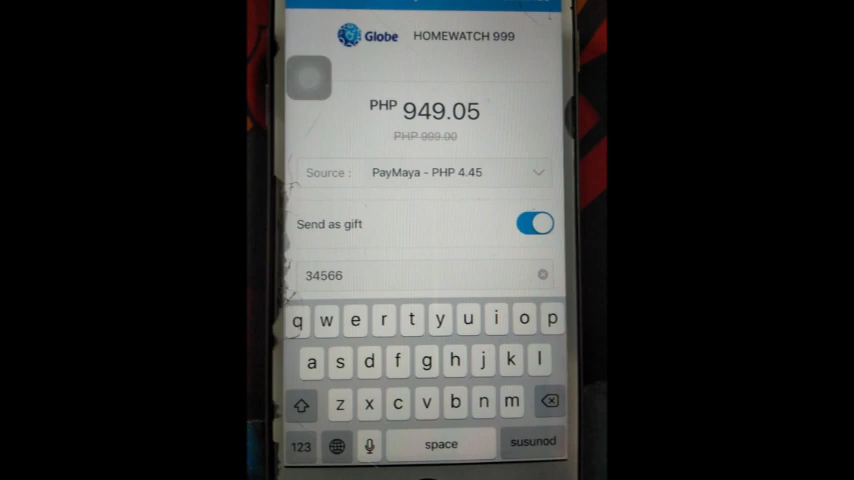 Globe HOMEWATCH 999
PHP 949.05
PHP 999.00
Source : PayMaya - PHP 4.45
Send as gift
34566
q w e r t y u i o p
a s d f g h j k l
z x c v b n m
123 space susunod